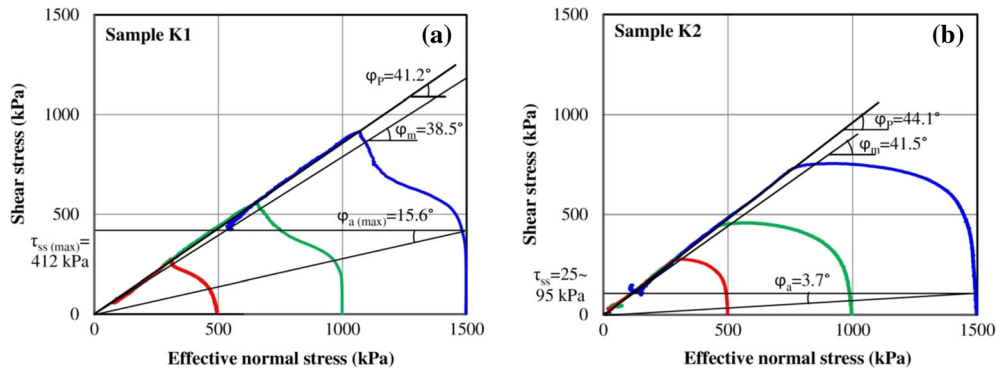 Sample K1
(a)
1500
1000
500
0
Shear stress (kPa)
φP=41.2°
φm=38.5°
φa (max)=15.6°
τss (max)=
412 kPa
0
500
1000
1500
Effective normal stress (kPa)
Sample K2
(b)
1500
1000
500
0
Shear stress (kPa)
φP=44.1°
φm=41.5°
φa=3.7°
τss=25~
95 kPa
0
500
1000
1500
Effective normal stress (kPa)